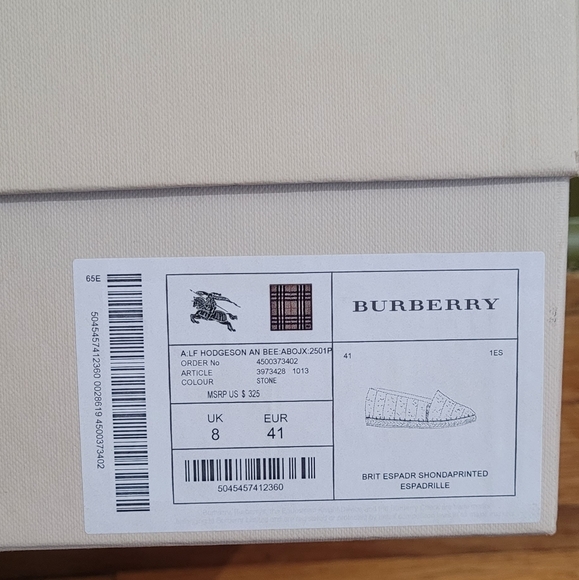 65E
5045457412360 0028619 4500373402
BURBERRY
A:LF HODGESON AN BEE:ABOJX:2501P
ORDER No 4500373402
ARTICLE 3973428 1013
COLOUR STONE
MSRP US $ 325
41 1ES
UK EUR
8 41
5045457412360
BRIT ESPADR SHONDAPRINTED
ESPADRILLE